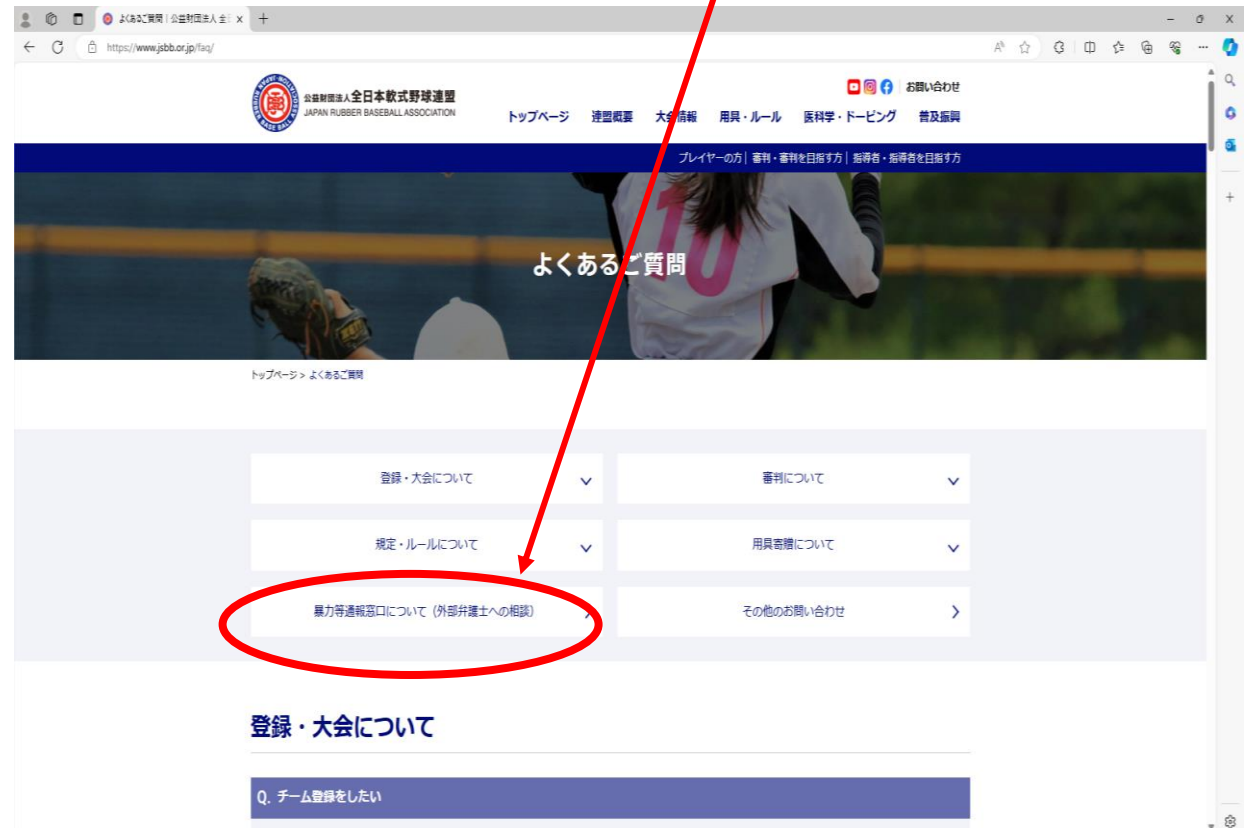 よくあるご質問 | 公益財団法人 全
https://www.jsbb.or.jp/faq/
公益財団法人全日本軟式野球連盟
JAPAN RUBBER BASEBALL ASSOCIATION
お問い合わせ
トップページ 連盟概要 大会情報 用具・ルール 医科学・ドーピング 普及振興
プレイヤーの方| 審判・審判を目指す方| 指導者・指導者を目指す方
10
よくあるご質問
トップページ > よくあるご質問
登録・大会について
審判について
規定・ルールについて
用具寄贈について
暴力等通報窓口について（外部弁護士への相談）
その他のお問い合わせ
登録・大会について
Q. チーム登録をしたい